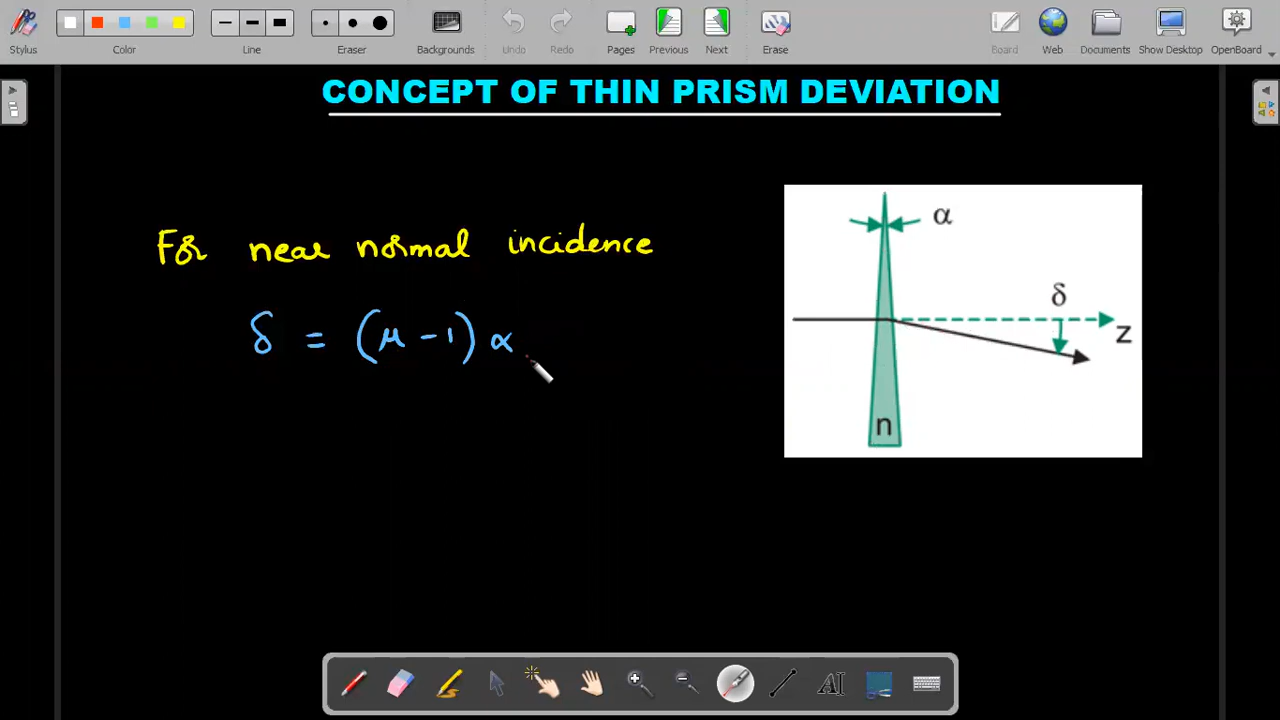 Stylus
Color
Line
Eraser
Backgrounds
Undo
Redo
Pages
Previous
Next
Erase
Board
Web
Documents
Show Desktop
OpenBoard
CONCEPT OF THIN PRISM DEVIATION
For near normal incidence
δ = (μ - 1) α
α
δ
z
n
AI